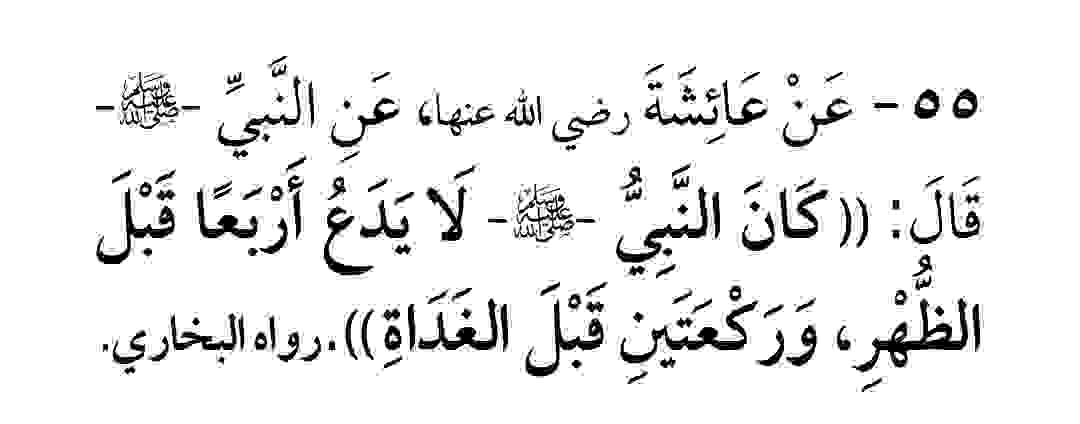 ٥٥ - عَنْ عَائِشَةَ رضي الله عنها، عَنِ النَّبِيِّ - ﷺ -
قَالَ: ((كَانَ النَّبِيُّ - ﷺ - لَا يَدَعُ أَرْبَعًا قَبْلَ
الظُّهْرِ، وَرَكْعَتَينِ قَبْلَ الغَدَاةِ)). رواه البخاري.